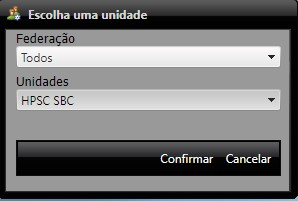 Escolha uma unidade
Federação
Todos
Unidades
HPSC SBC
Confirmar Cancelar